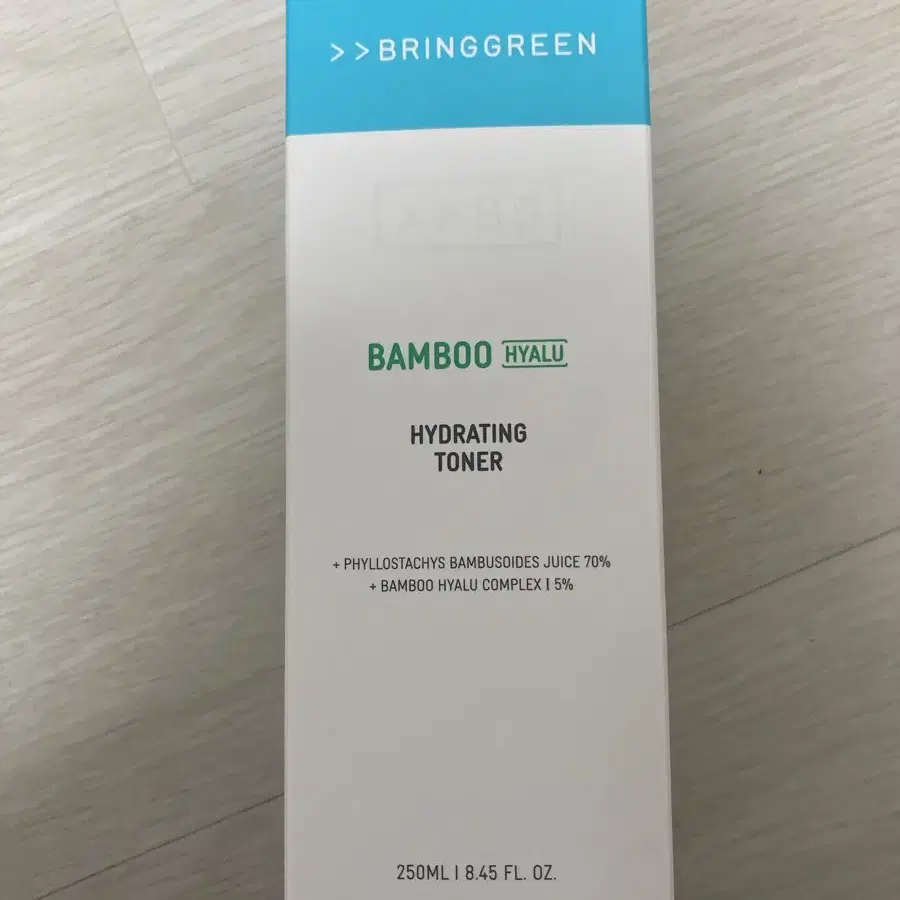 >>BRINGGREEN
BAMBOO HYALU
HYDRATING
TONER
+ PHYLLOSTACHYS BAMBUSOIDES JUICE 70%
+ BAMBOO HYALU COMPLEX I 5%
250ML I 8.45 FL. OZ.